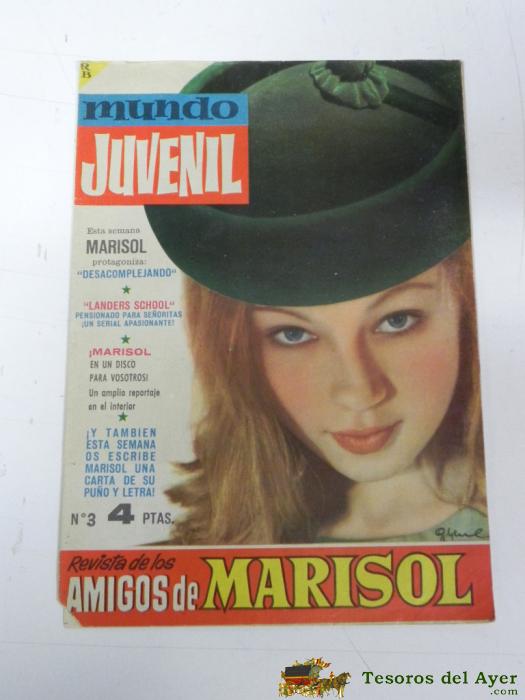 R
B
mundo
JUVENIL
Esta semana
MARISOL
protagoniza:
"DESACOMPLEJANDO"
"LANDERS SCHOOL"
PENSIONADO PARA SEÑORITAS
¡UN SERIAL APASIONANTE!
¡MARISOL
EN UN DISCO
PARA VOSOTROS!
Un amplio reportaje
en el interior
¡Y TAMBIEN
ESTA SEMANA
OS ESCRIBE
MARISOL UNA
CARTA DE SU
PUÑO Y LETRA!
Nº3 4 PTAS.
Revista de los
AMIGOS de MARISOL
Tesoros del Ayer
.com